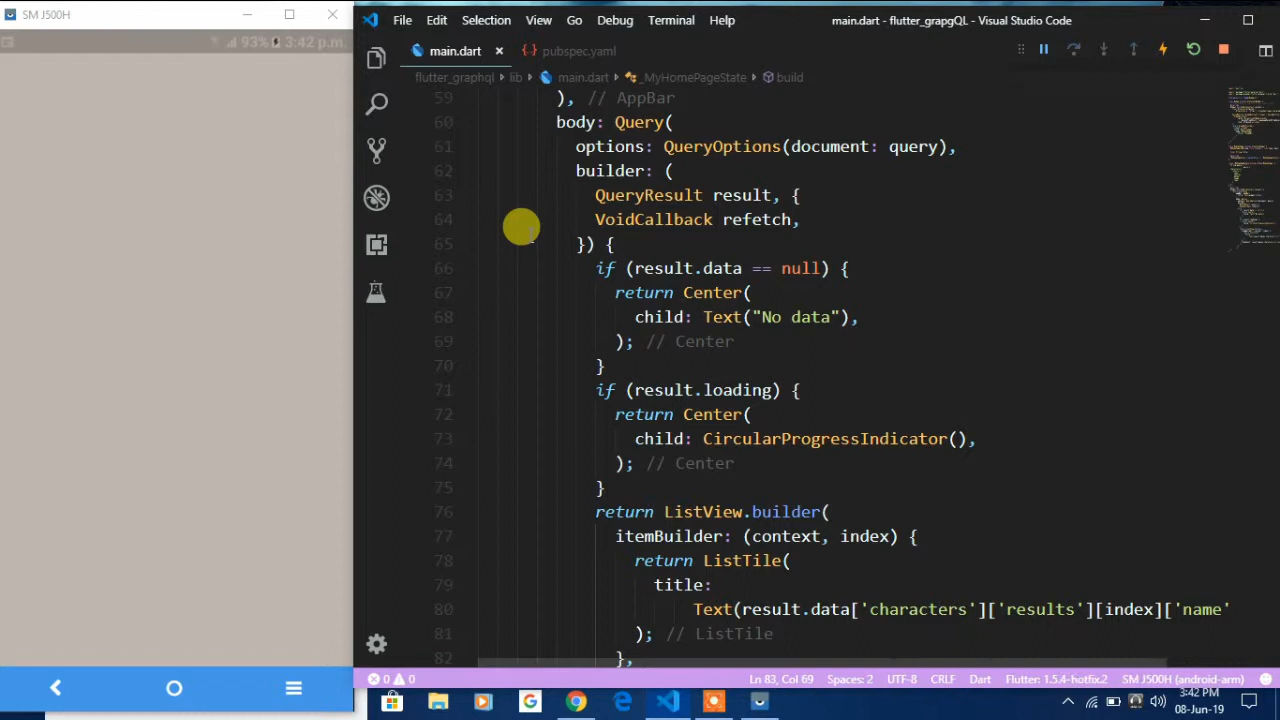 SM J500H
93% 3:42 p.m.
File Edit Selection View Go Debug Terminal Help
main.dart - flutter_grapgQL - Visual Studio Code
main.dart × pubspec.yaml
flutter_graphql › lib › main.dart › _MyHomePageState › build
59 ), // AppBar
60 body: Query(
61 options: QueryOptions(document: query),
62 builder: (
63 QueryResult result, {
64 VoidCallback refetch,
65 }) {
66 if (result.data == null) {
67 return Center(
68 child: Text("No data"),
69 ); // Center
70 }
71 if (result.loading) {
72 return Center(
73 child: CircularProgressIndicator(),
74 ); // Center
75 }
76 return ListView.builder(
77 itemBuilder: (context, index) {
78 return ListTile(
79 title:
80 Text(result.data['characters']['results'][index]['name'
81 ); // ListTile
82 },
0 0 Ln 83, Col 69 Spaces: 2 UTF-8 CRLF Dart Flutter: 1.5.4-hotfix.2 SM J500H (android-arm)
3:42 PM
08-Jun-19